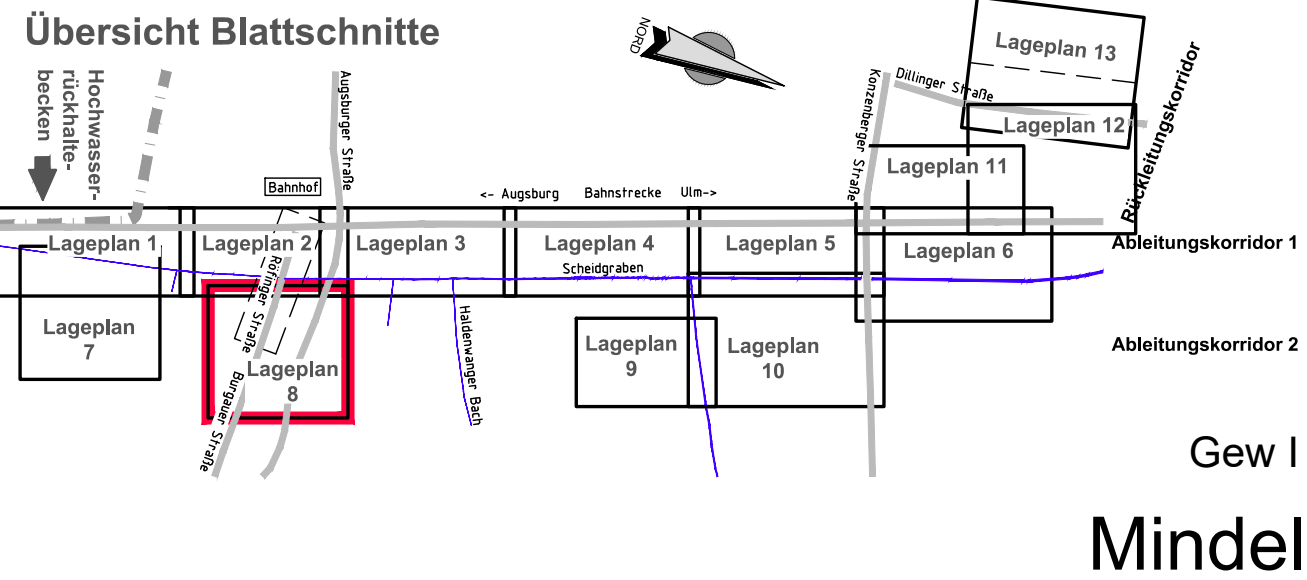 Übersicht Blattschnitte
NORD
Hochwasser-
rückhalte-
becken
Augsburger Straße
Bahnhof
<- Augsburg Bahnstrecke Ulm->
Konzenberger Straße
Dillinger Straße
Lageplan 13
Lageplan 12
Lageplan 11
Rückleitungskorridor
Lageplan 1
Lageplan 2
Lageplan 3
Lageplan 4
Lageplan 5
Lageplan 6
Ableitungskorridor 1
Scheidgraben
Röfinger Straße
Haldenwanger Bach
Lageplan
7
Lageplan
8
Lageplan
9
Lageplan
10
Ableitungskorridor 2
Burgauer Straße
Gew I
Mindel